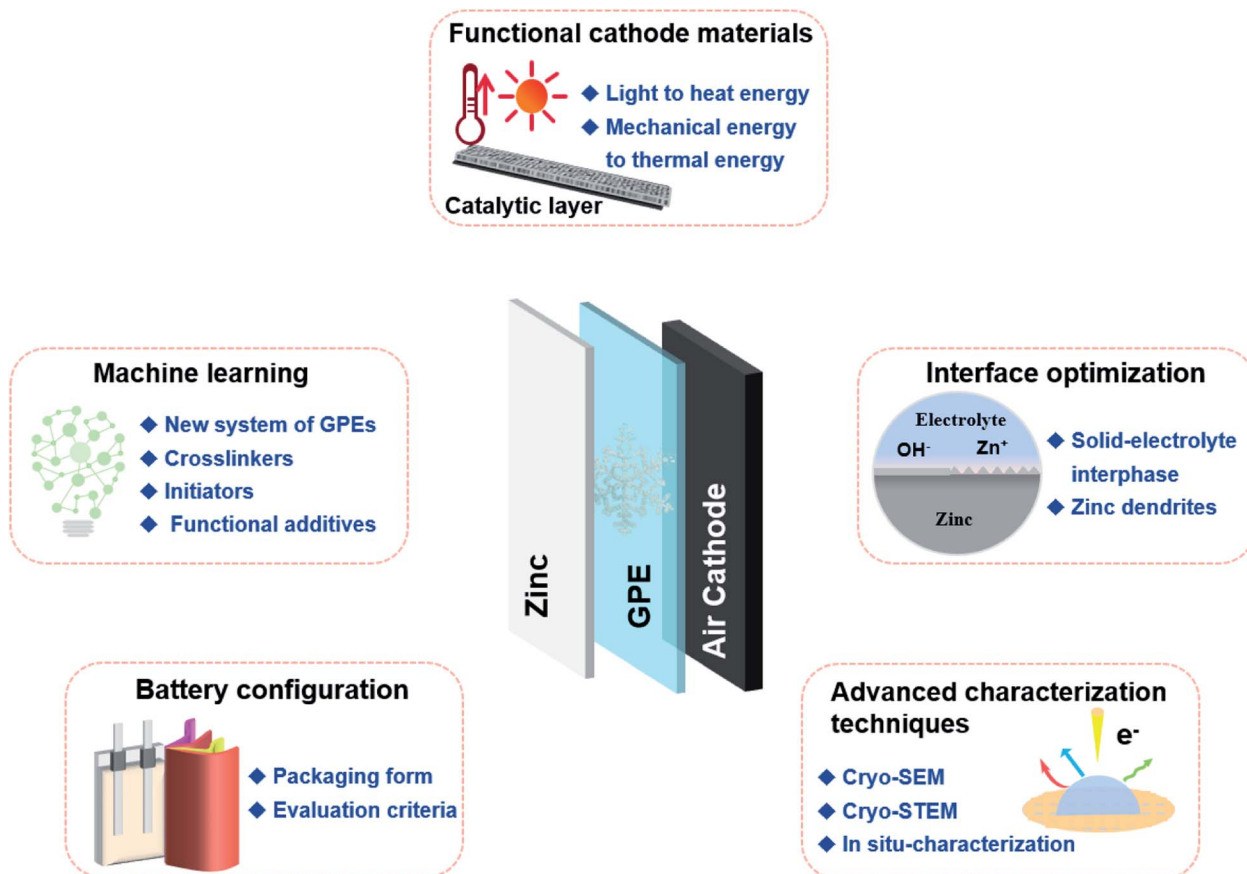 Functional cathode materials
◆ Light to heat energy
◆ Mechanical energy
to thermal energy
Catalytic layer
Machine learning
◆ New system of GPEs
◆ Crosslinkers
◆ Initiators
◆ Functional additives
Zinc
GPE
Air Cathode
Interface optimization
Electrolyte
OH⁻
Zn⁺
Zinc
◆ Solid-electrolyte
interphase
◆ Zinc dendrites
Battery configuration
◆ Packaging form
◆ Evaluation criteria
Advanced characterization
techniques
e⁻
◆ Cryo-SEM
◆ Cryo-STEM
◆ In situ-characterization